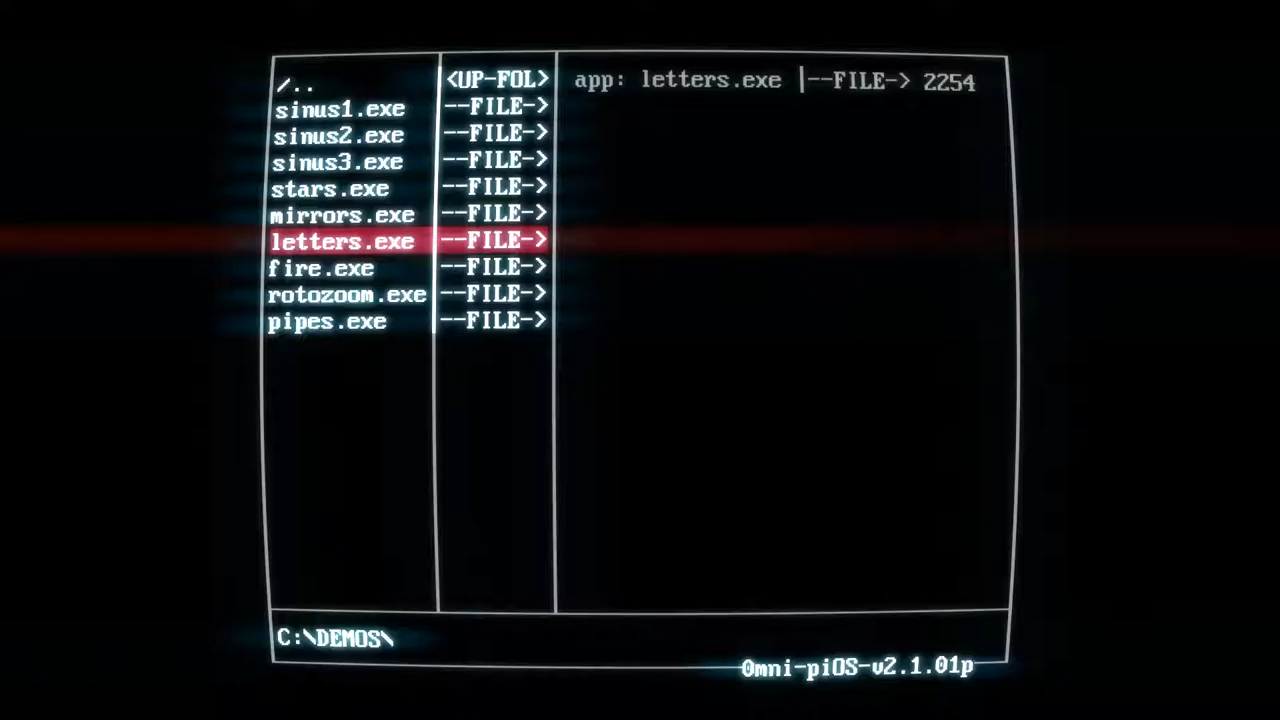 /.. <UP-FOL> app: letters.exe |--FILE-> 2254
sinus1.exe --FILE->
sinus2.exe --FILE->
sinus3.exe --FILE->
stars.exe --FILE->
mirrors.exe --FILE->
letters.exe --FILE->
fire.exe --FILE->
rotozoom.exe --FILE->
pipes.exe --FILE->
C:\DEMOS\
0mni-piOS-v2.1.01p